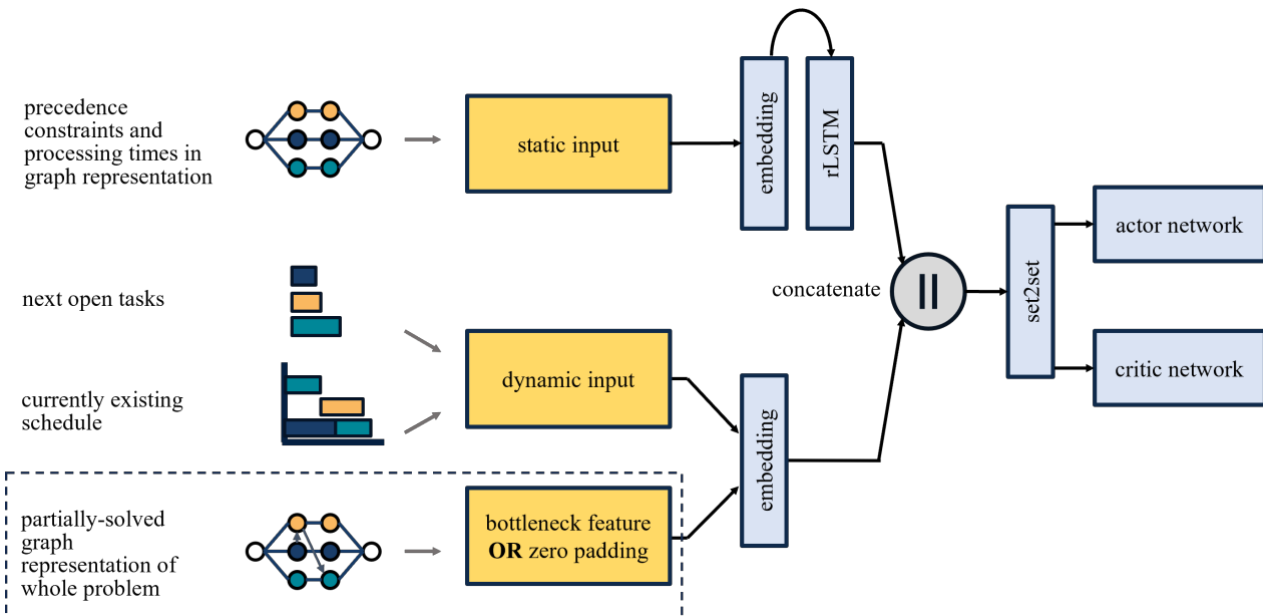 precedence
constraints and
processing times in
graph representation
static input
embedding
rLSTM
next open tasks
currently existing
schedule
dynamic input
embedding
concatenate
||
set2set
actor network
critic network
partially-solved
graph
representation of
whole problem
bottleneck feature
OR zero padding